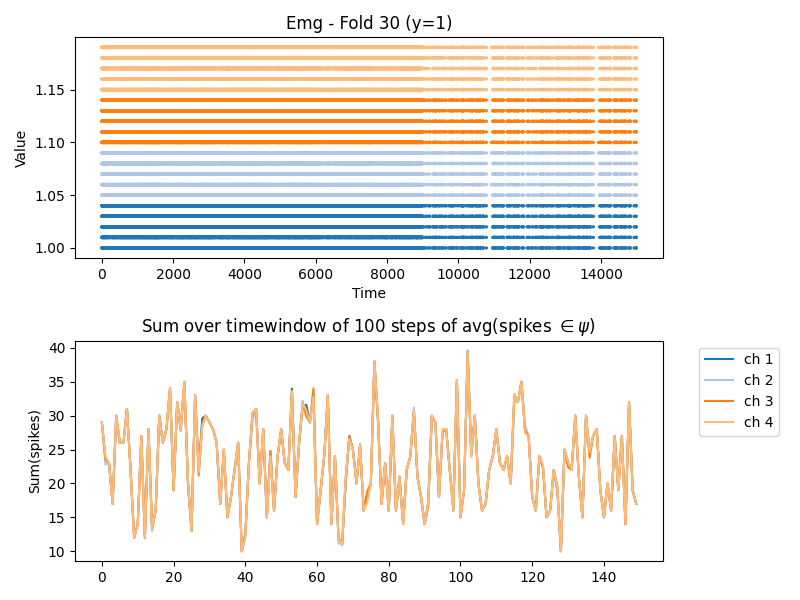 Emg - Fold 30 (y=1)
Value
1.15
1.10
1.05
1.00
0 2000 4000 6000 8000 10000 12000 14000
Time
Sum over timewindow of 100 steps of avg(spikes ∈ ψ)
Sum(spikes)
40
35
30
25
20
15
10
0 20 40 60 80 100 120 140
ch 1
ch 2
ch 3
ch 4